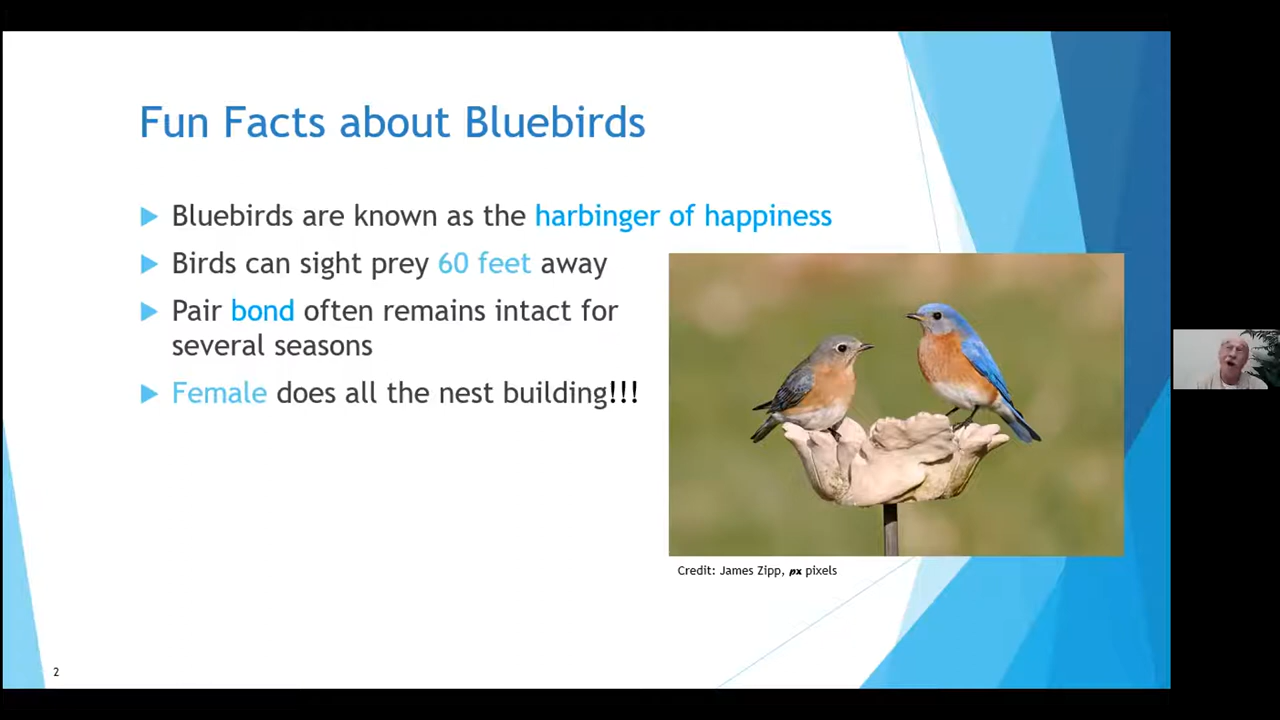 Fun Facts about Bluebirds
Bluebirds are known as the harbinger of happiness
Birds can sight prey 60 feet away
Pair bond often remains intact for
several seasons
Female does all the nest building!!!
Credit: James Zipp, px pixels
2